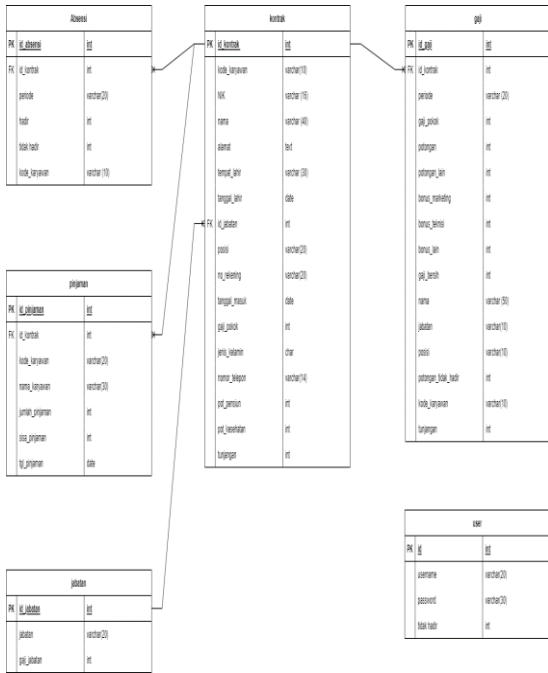 Absensi
PK id_absensi int
FK id_kontrak int
periode varchar(20)
hadir int
tidak hadir int
kode_karyawan varchar (10)
kontrak
PK id_kontrak int
kode_karyawan varchar(10)
NIK varchar (16)
nama varchar (40)
alamat text
tempat_lahir varchar (30)
tanggal_lahir date
FK id_jabatan int
posisi varchar(20)
no_rekening varchar(20)
tanggal_masuk date
gaji_pokok int
jenis_kelamin char
nomor_telepon varchar(14)
pot_pensiun int
pot_kesehatan int
tunjangan int
gaji
PK id_gaji int
FK id_kontrak int
periode varchar (20)
gaji_pokok int
potongan int
potongan_lain int
bonus_marketing int
bonus_teknisi int
bonus_lain int
gaji_bersih int
nama varchar (50)
jabatan varchar(10)
posisi varchar(10)
potongan_tidak_hadir int
kode_karyawan varchar(10)
tunjangan int
pinjaman
PK id_pinjaman int
FK id_kontrak int
kode_karyawan varchar(20)
nama_karyawan varchar(30)
jumlah_pinjaman int
sisa_pinjaman int
tgl_pinjaman date
jabatan
PK id_jabatan int
jabatan varchar(20)
gaji_jabatan int
user
PK id int
username varchar(20)
password varchar(30)
tidak hadir int